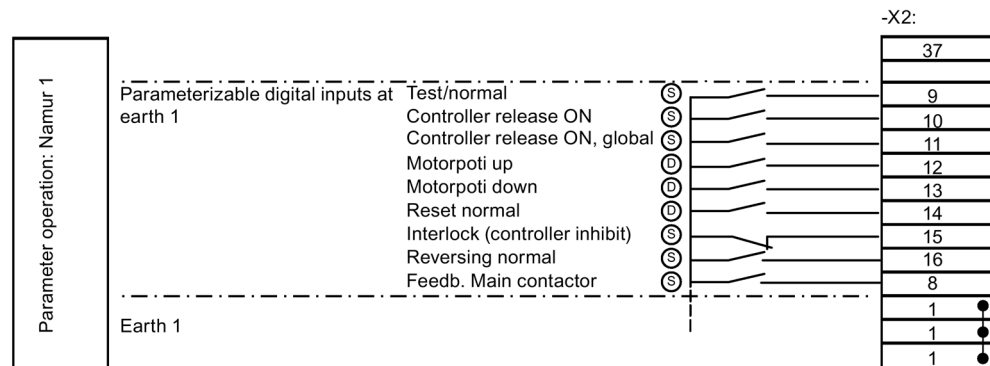 -X2:
37
Parameter operation: Namur 1
Parameterizable digital inputs at
earth 1
Test/normal S 9
Controller release ON S 10
Controller release ON, global S 11
Motorpoti up D 12
Motorpoti down D 13
Reset normal D 14
Interlock (controller inhibit) S 15
Reversing normal S 16
Feedb. Main contactor S 8
Earth 1
1
1
1